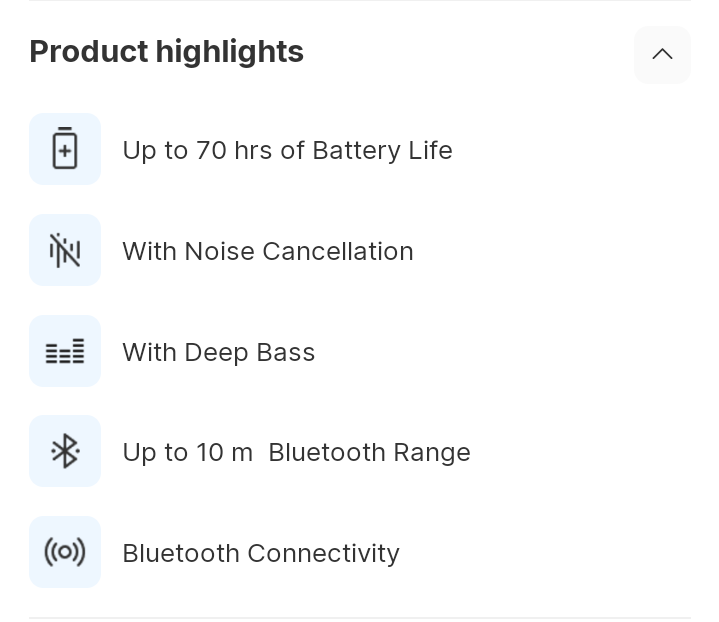 Product highlights
Up to 70 hrs of Battery Life
With Noise Cancellation
With Deep Bass
Up to 10 m  Bluetooth Range
Bluetooth Connectivity